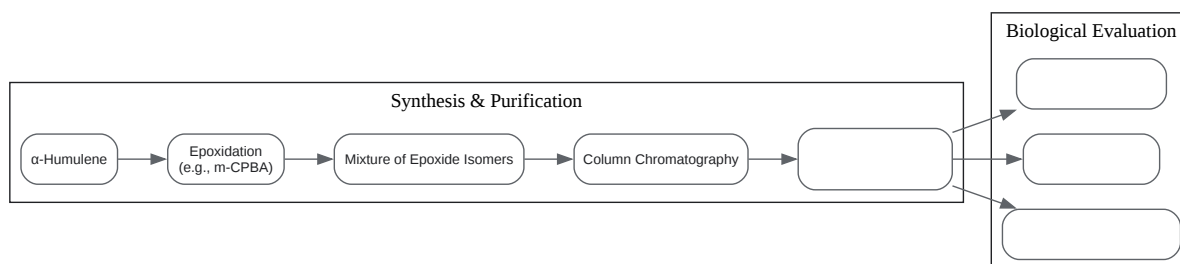 Biological Evaluation
Synthesis & Purification
α-Humulene
Epoxidation
(e.g., m-CPBA)
Mixture of Epoxide Isomers
Column Chromatography